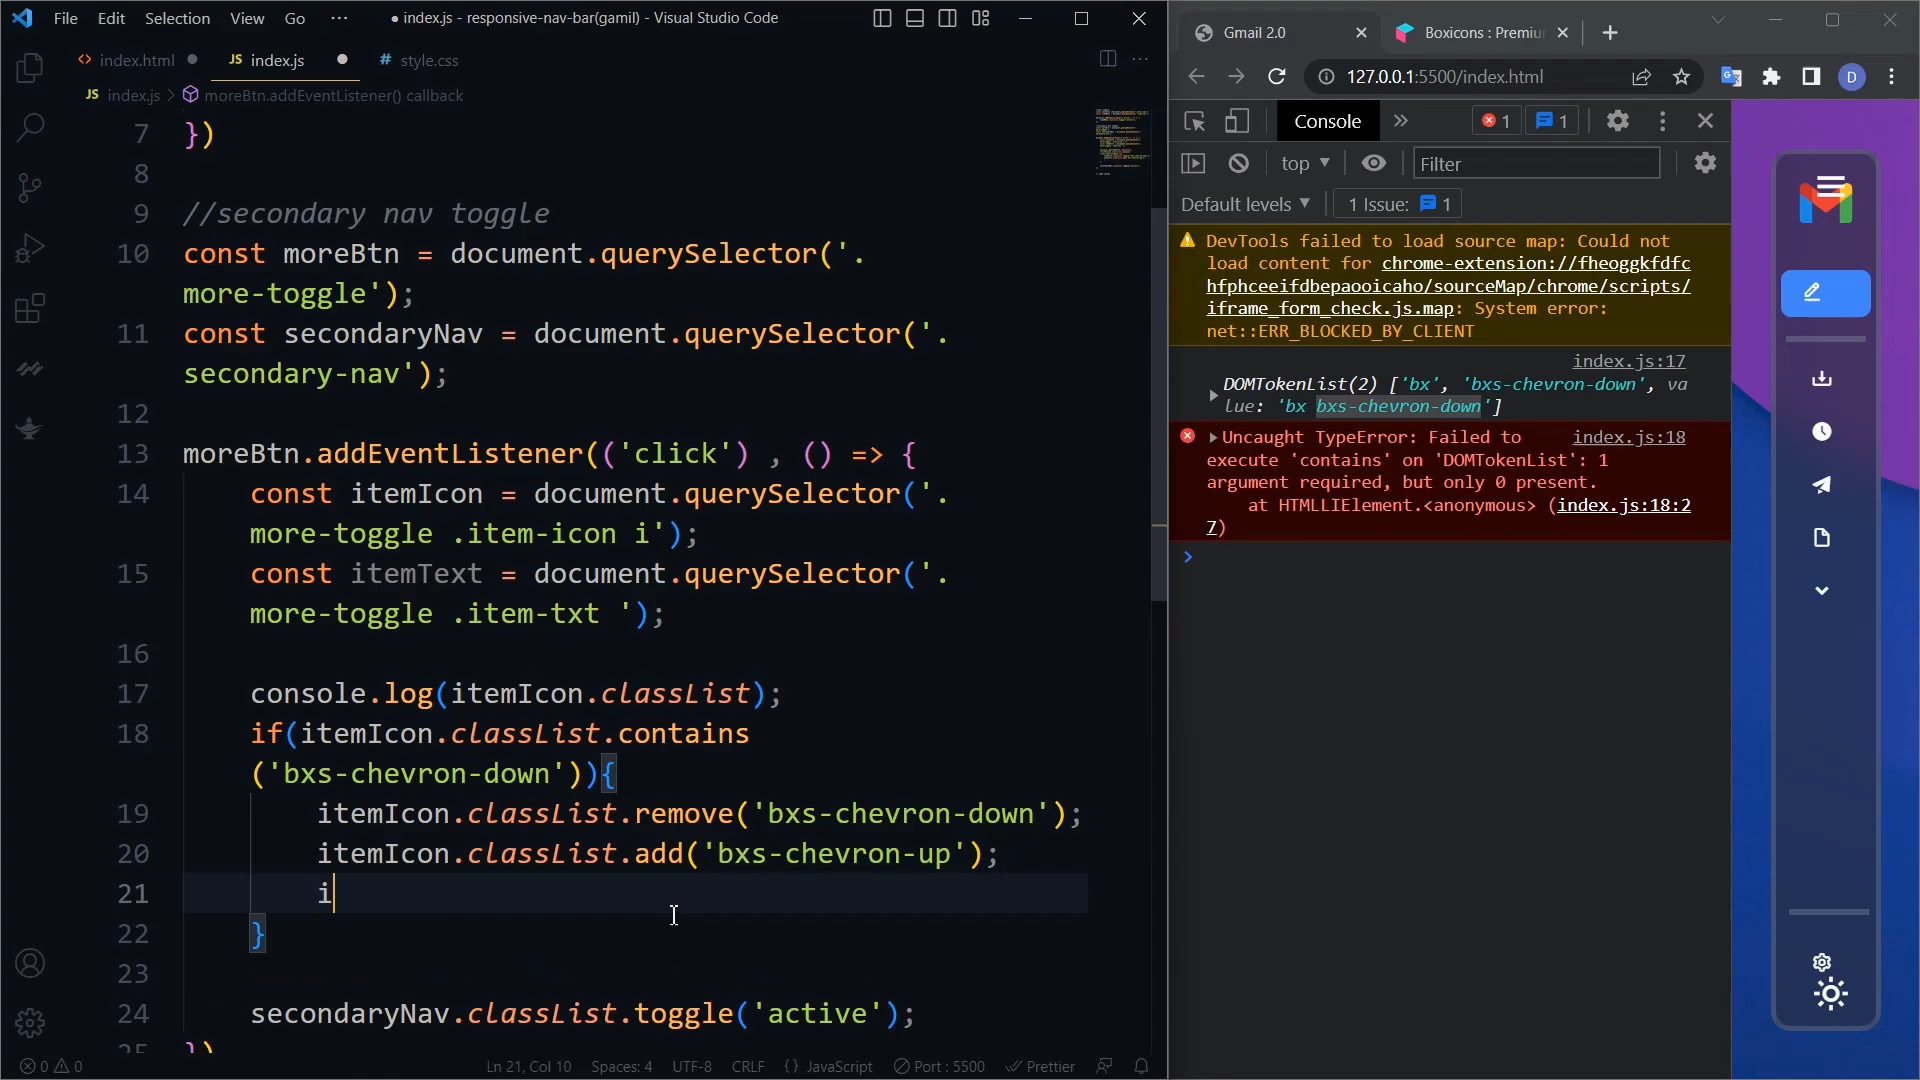 File Edit Selection View Go ··· ● index.js - responsive-nav-bar(gamil) - Visual Studio Code
<> index.html ● JS index.js ● # style.css
JS index.js > moreBtn.addEventListener() callback
7 })
8
9 //secondary nav toggle
10 const moreBtn = document.querySelector('.
more-toggle');
11 const secondaryNav = document.querySelector('.
secondary-nav');
12
13 moreBtn.addEventListener(('click') , () => {
14 const itemIcon = document.querySelector('.
more-toggle .item-icon i');
15 const itemText = document.querySelector('.
more-toggle .item-txt ');
16
17 console.log(itemIcon.classList);
18 if(itemIcon.classList.contains
('bxs-chevron-down')){
19 itemIcon.classList.remove('bxs-chevron-down');
20 itemIcon.classList.add('bxs-chevron-up');
21 i
22 }
23
24 secondaryNav.classList.toggle('active');
25 })
0 0 Ln 21, Col 10 Spaces: 4 UTF-8 CRLF {} JavaScript Port : 5500 Prettier
Gmail 2.0 Boxicons : Premiu
127.0.0.1:5500/index.html D
Console » 1 1
top Filter
Default levels 1 Issue: 1
DevTools failed to load source map: Could not
load content for chrome-extension://fheoggkfdfc
hfphceeifdbepaooicaho/sourceMap/chrome/scripts/
iframe_form_check.js.map: System error:
net::ERR_BLOCKED_BY_CLIENT
index.js:17
DOMTokenList(2) ['bx', 'bxs-chevron-down', va
lue: 'bx bxs-chevron-down']
Uncaught TypeError: Failed to index.js:18
execute 'contains' on 'DOMTokenList': 1
argument required, but only 0 present.
at HTMLLIElement.<anonymous> (index.js:18:2
7)